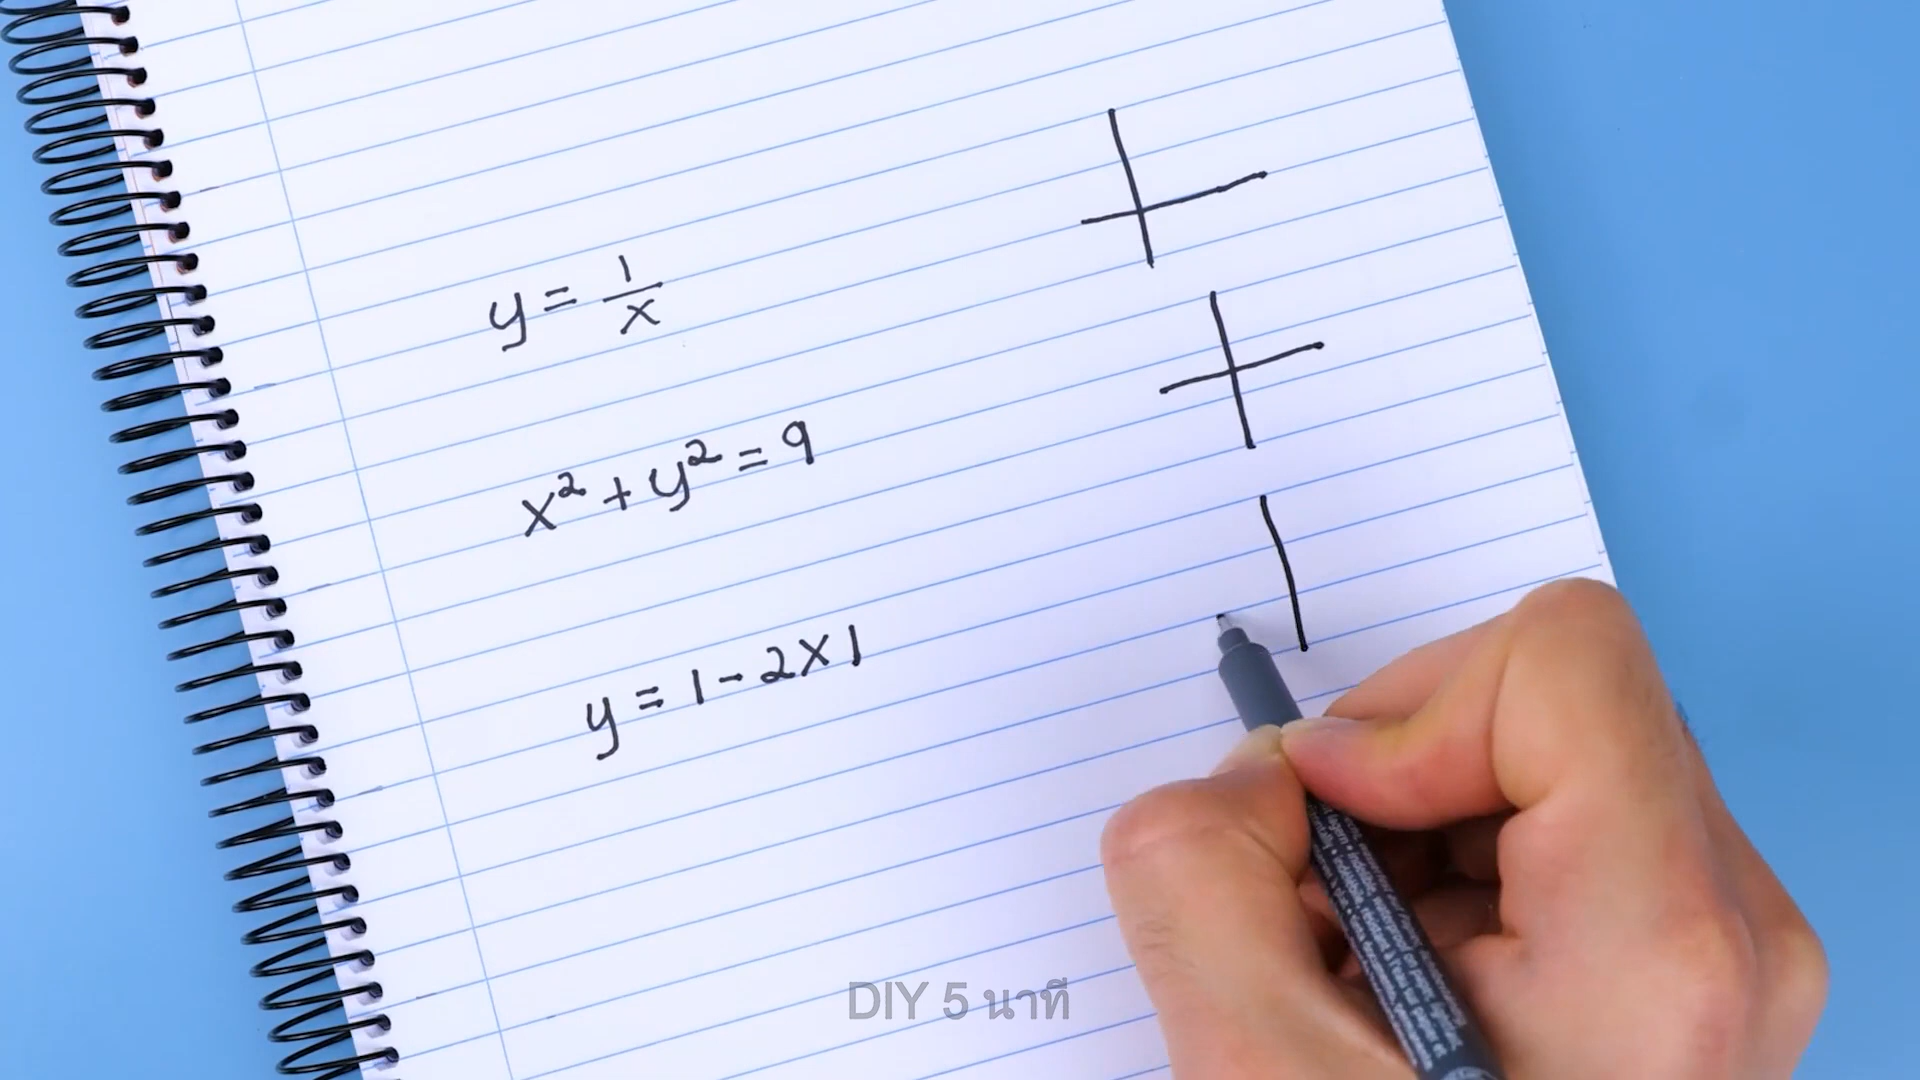 y = 1/x
x² + y² = 9
y = 1 - 2x1
DIY 5 นาที